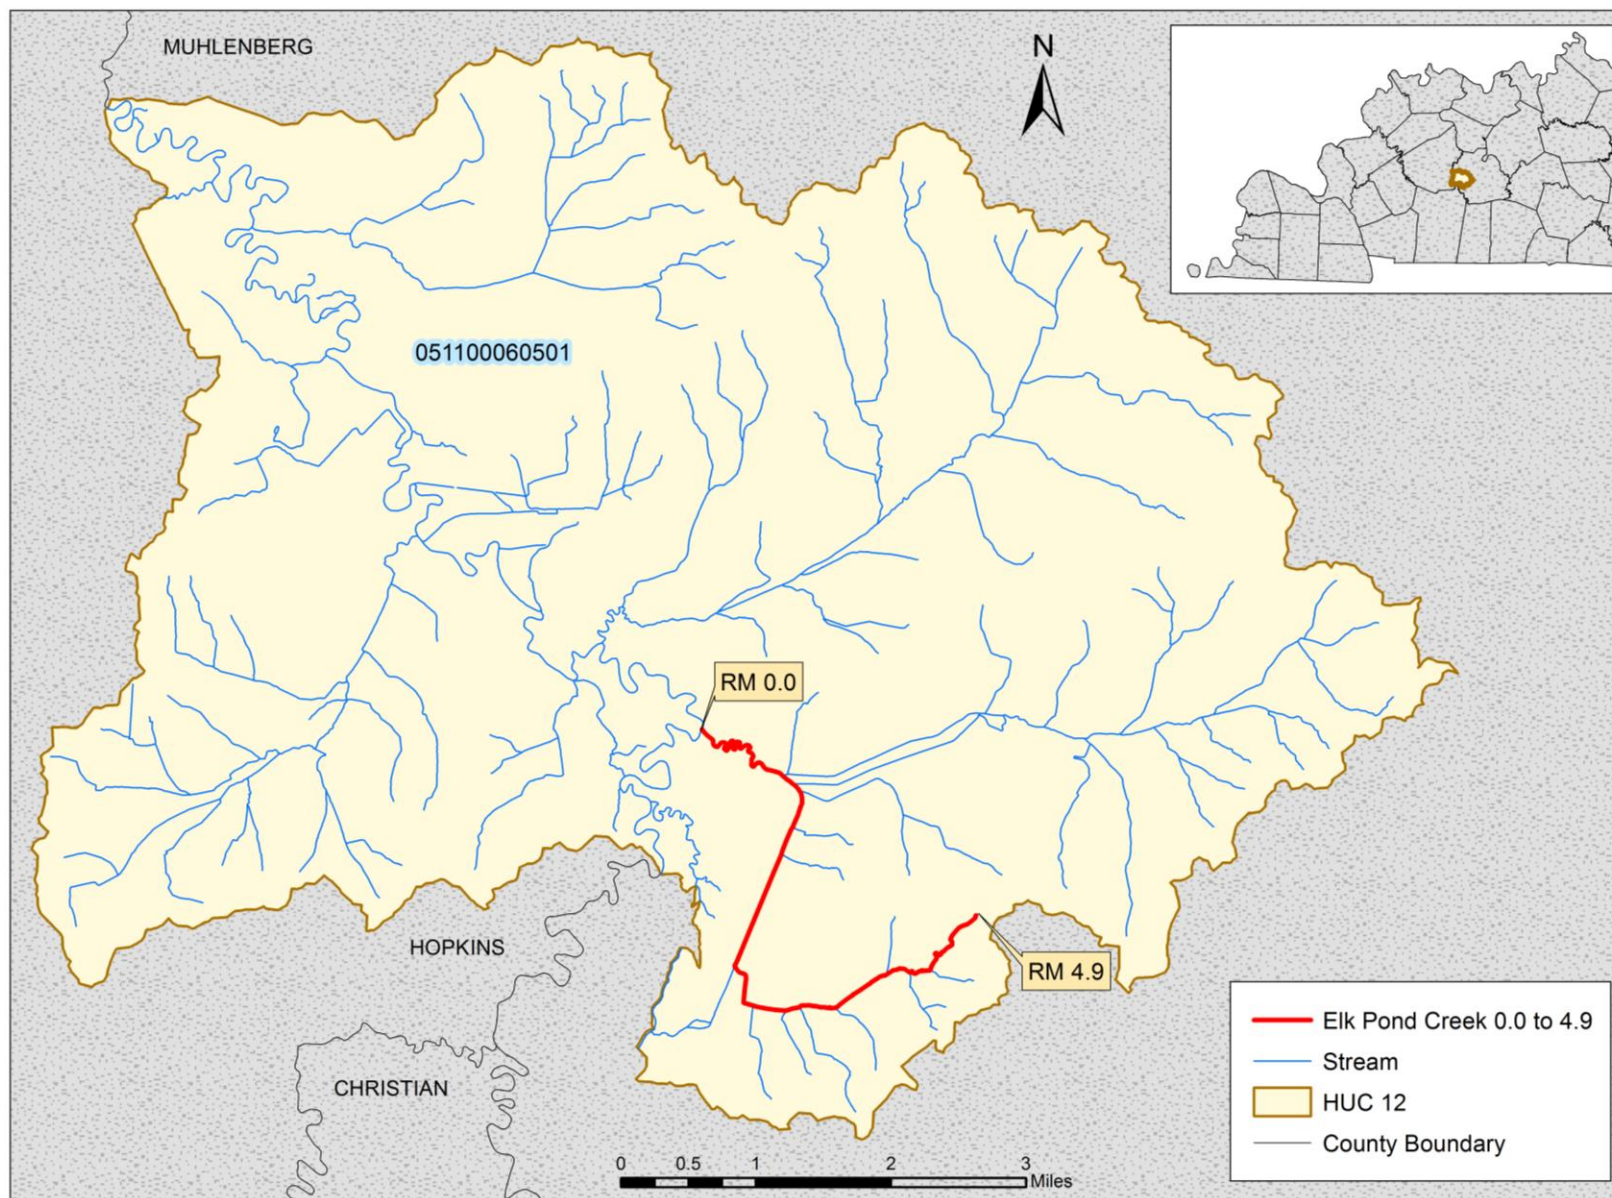 MUHLENBERG
N
051100060501
RM 0.0
HOPKINS
RM 4.9
CHRISTIAN
Elk Pond Creek 0.0 to 4.9
Stream
HUC 12
County Boundary
0 0.5 1 2 3
Miles